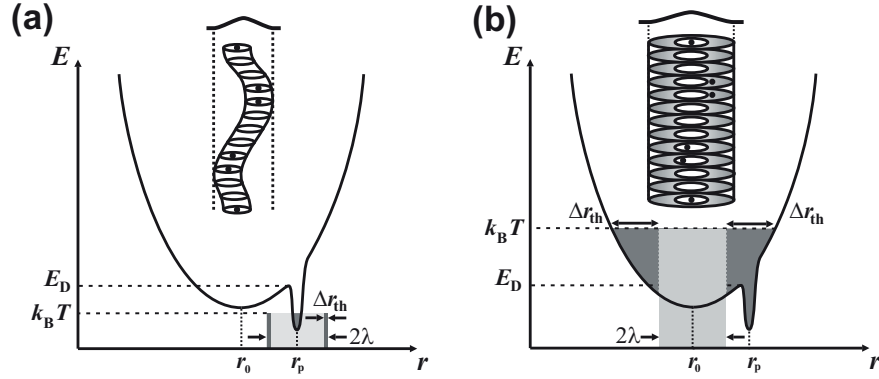 (a)
E
E_D
k_B T
Δr_th
2λ
r_0
r_p
r
(b)
E
Δr_th
Δr_th
k_B T
E_D
2λ
r_0
r_p
r